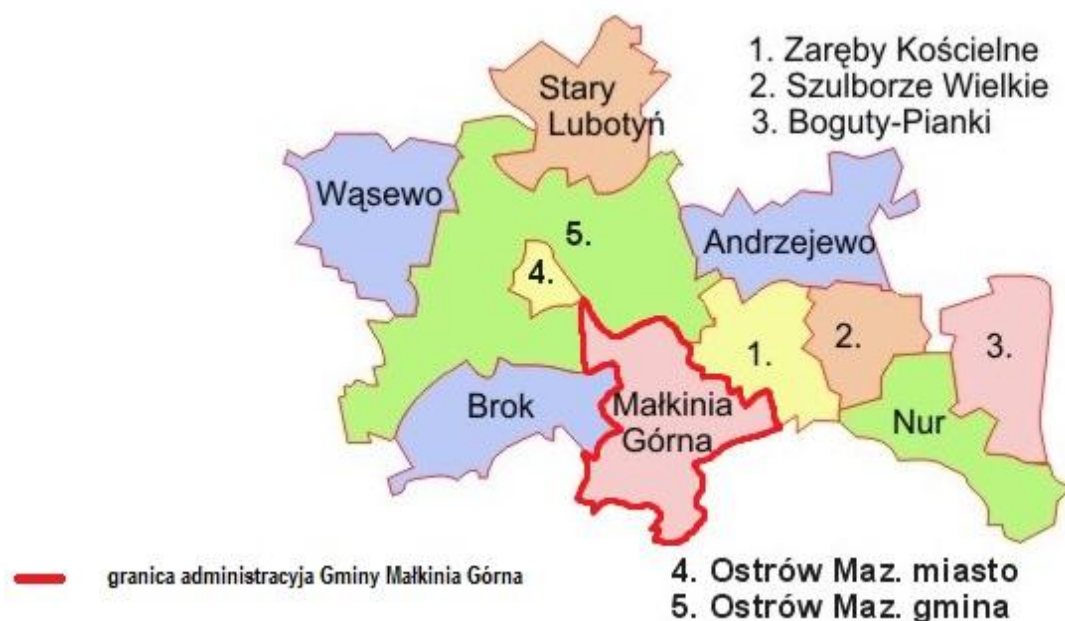 1. Zaręby Kościelne
2. Szulborze Wielkie
3. Boguty-Pianki
Stary
Lubotyń
Wąsewo
5.
Andrzejewo
4.
1.
2.
3.
Brok
Małkinia
Górna
Nur
granica administracyja Gminy Małkinia Górna
4. Ostrów Maz. miasto
5. Ostrów Maz. gmina